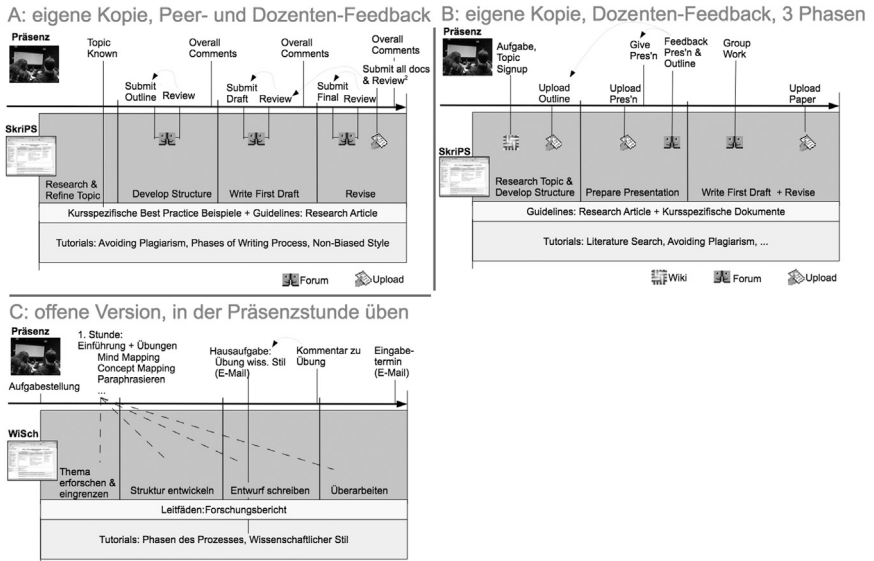 A: eigene Kopie, Peer- und Dozenten-Feedback
Präsenz
Topic
Known
Overall
Comments
Overall
Comments
Overall
Comments
Submit
Outline
Review
Submit
Draft
Review
Submit
Final
Review
Submit all docs
& Review²
SkriPS
Research &
Refine Topic
Develop Structure
Write First Draft
Revise
Kursspezifische Best Practice Beispiele + Guidelines: Research Article
Tutorials: Avoiding Plagiarism, Phases of Writing Process, Non-Biased Style
Forum
Upload
B: eigene Kopie, Dozenten-Feedback, 3 Phasen
Präsenz
Aufgabe,
Topic
Signup
Upload
Outline
Give
Pres'n
Upload
Pres'n
Feedback
Pres'n &
Outline
Group
Work
Upload
Paper
SkriPS
Research Topic &
Develop Structure
Prepare Presentation
Write First Draft + Revise
Guidelines: Research Article + Kursspezifische Dokumente
Tutorials: Literature Search, Avoiding Plagiarism, ...
Wiki
Forum
Upload
C: offene Version, in der Präsenzstunde üben
Präsenz
Aufgabestellung
1. Stunde:
Einführung + Übungen
Mind Mapping
Concept Mapping
Paraphrasieren
...
Hausaufgabe:
Übung wiss. Stil
(E-Mail)
Kommentar zu
Übung
Eingabe-
termin
(E-Mail)
WiSch
Thema
erforschen &
eingrenzen
Struktur entwickeln
Entwurf schreiben
Überarbeiten
Leitfäden:Forschungsbericht
Tutorials: Phasen des Prozesses, Wissenschaftlicher Stil